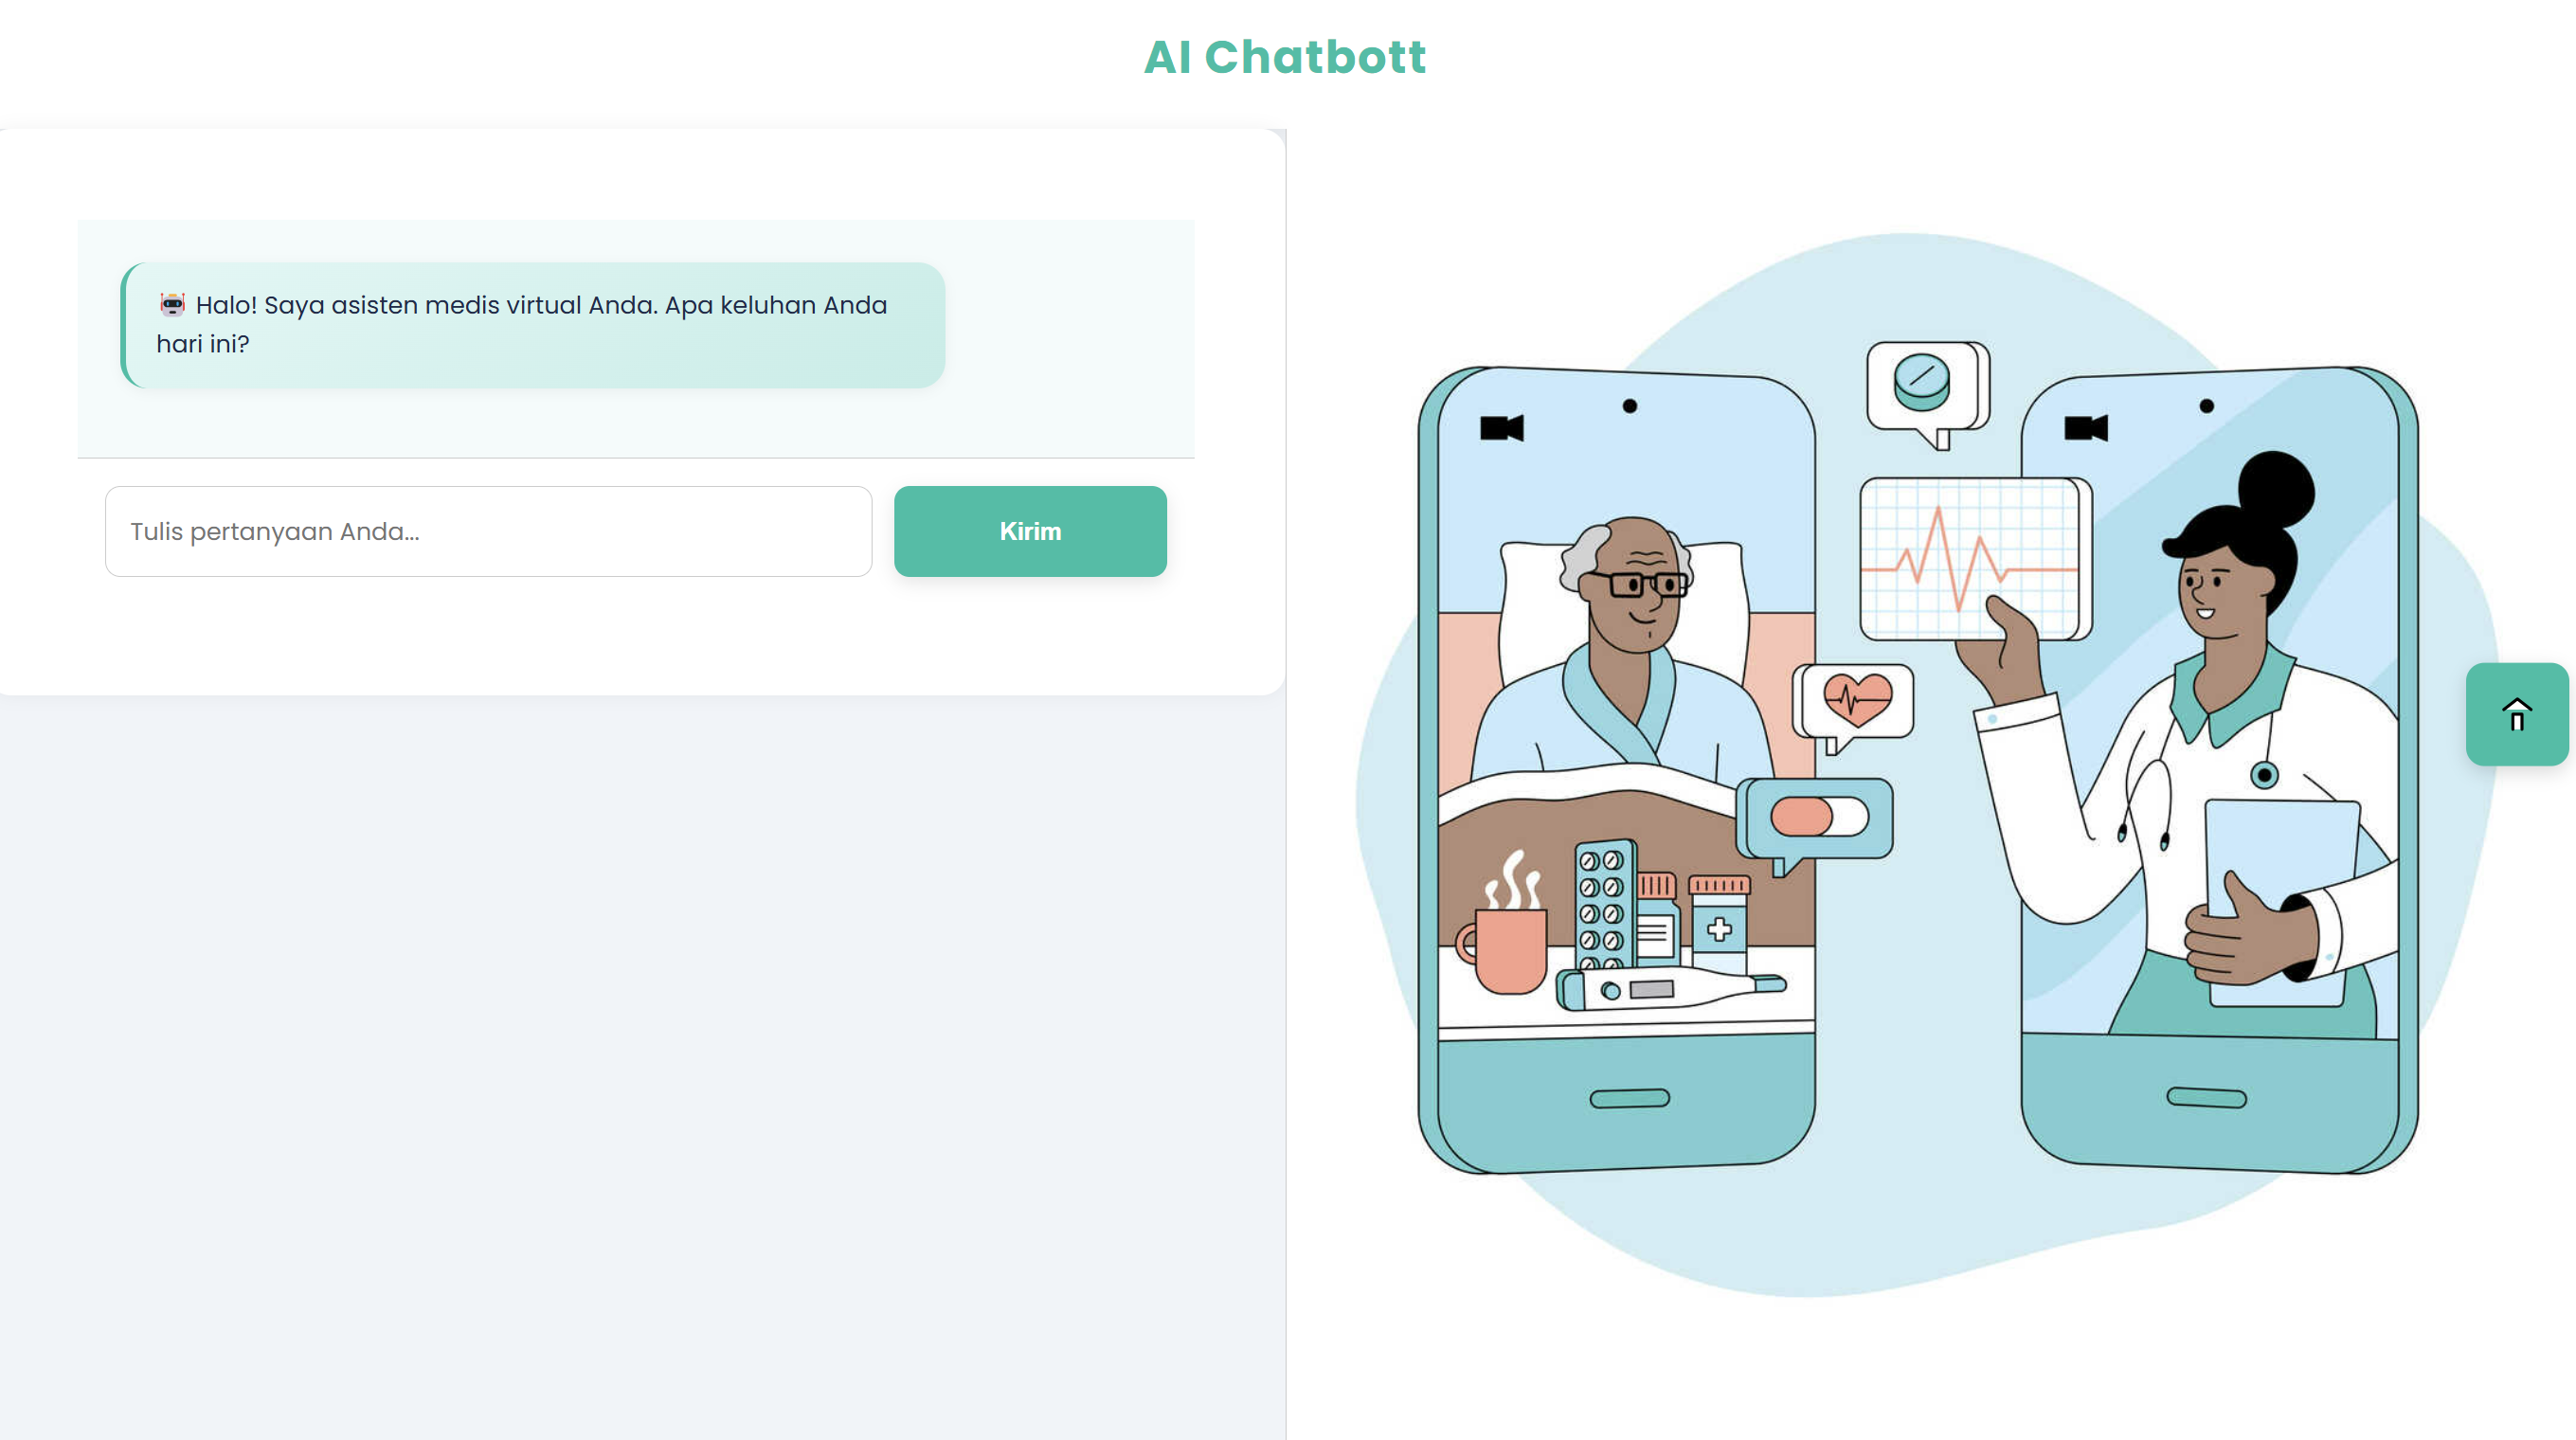 AI Chatbott
🤖 Halo! Saya asisten medis virtual Anda. Apa keluhan Anda
hari ini?
Tulis pertanyaan Anda...
Kirim